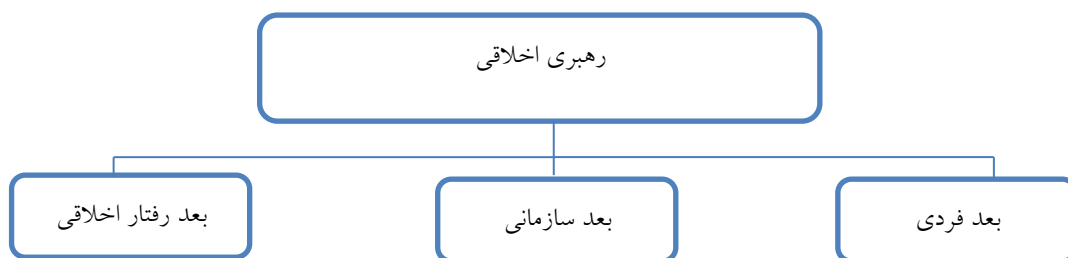 رهبری اخلاقی
بعد فردی
بعد سازمانی
بعد رفتار اخلاقی